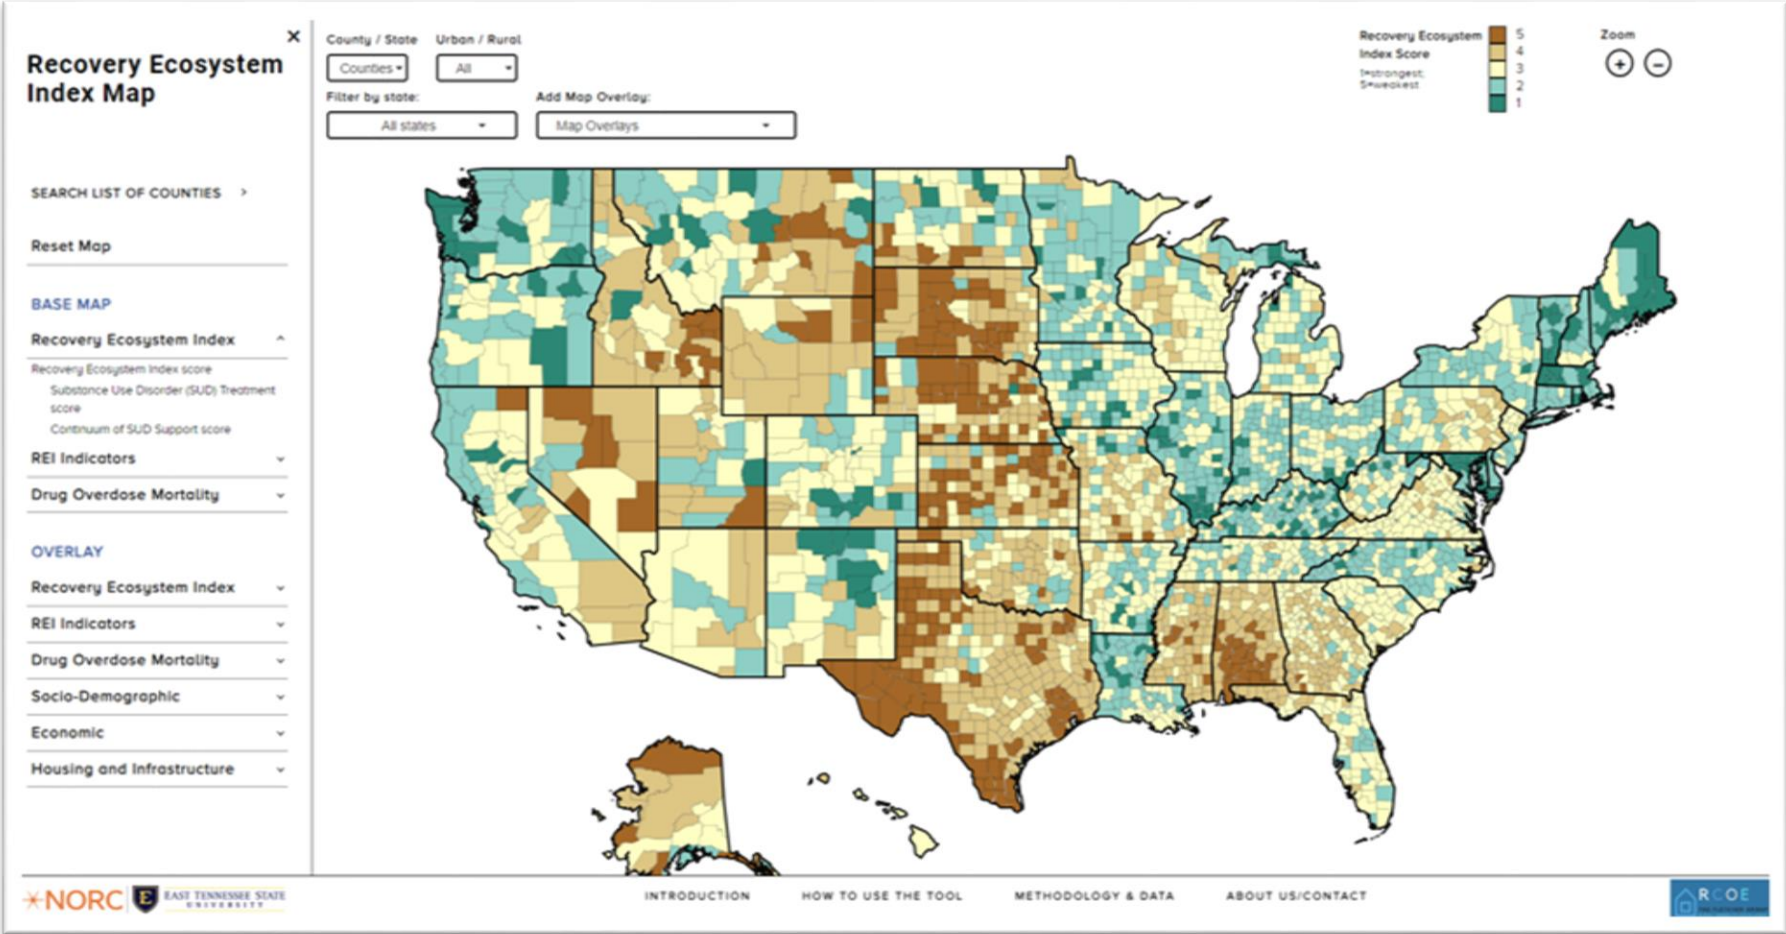 ×
Recovery Ecosystem
Index Map
SEARCH LIST OF COUNTIES >
Reset Map
BASE MAP
Recovery Ecosystem Index
Recovery Ecosystem Index score
Substance Use Disorder (SUD) Treatment
score
Continuum of SUD Support score
REI Indicators
Drug Overdose Mortality
OVERLAY
Recovery Ecosystem Index
REI Indicators
Drug Overdose Mortality
Socio-Demographic
Economic
Housing and Infrastructure
County / State
Counties
Urban / Rural
All
Filter by state:
All states
Add Map Overlay:
Map Overlays
Recovery Ecosystem
Index Score
1=strongest;
5=weakest
5
4
3
2
1
Zoom
+ −
NORC
E
EAST TENNESSEE STATE
UNIVERSITY
INTRODUCTION
HOW TO USE THE TOOL
METHODOLOGY & DATA
ABOUT US/CONTACT
RCOE